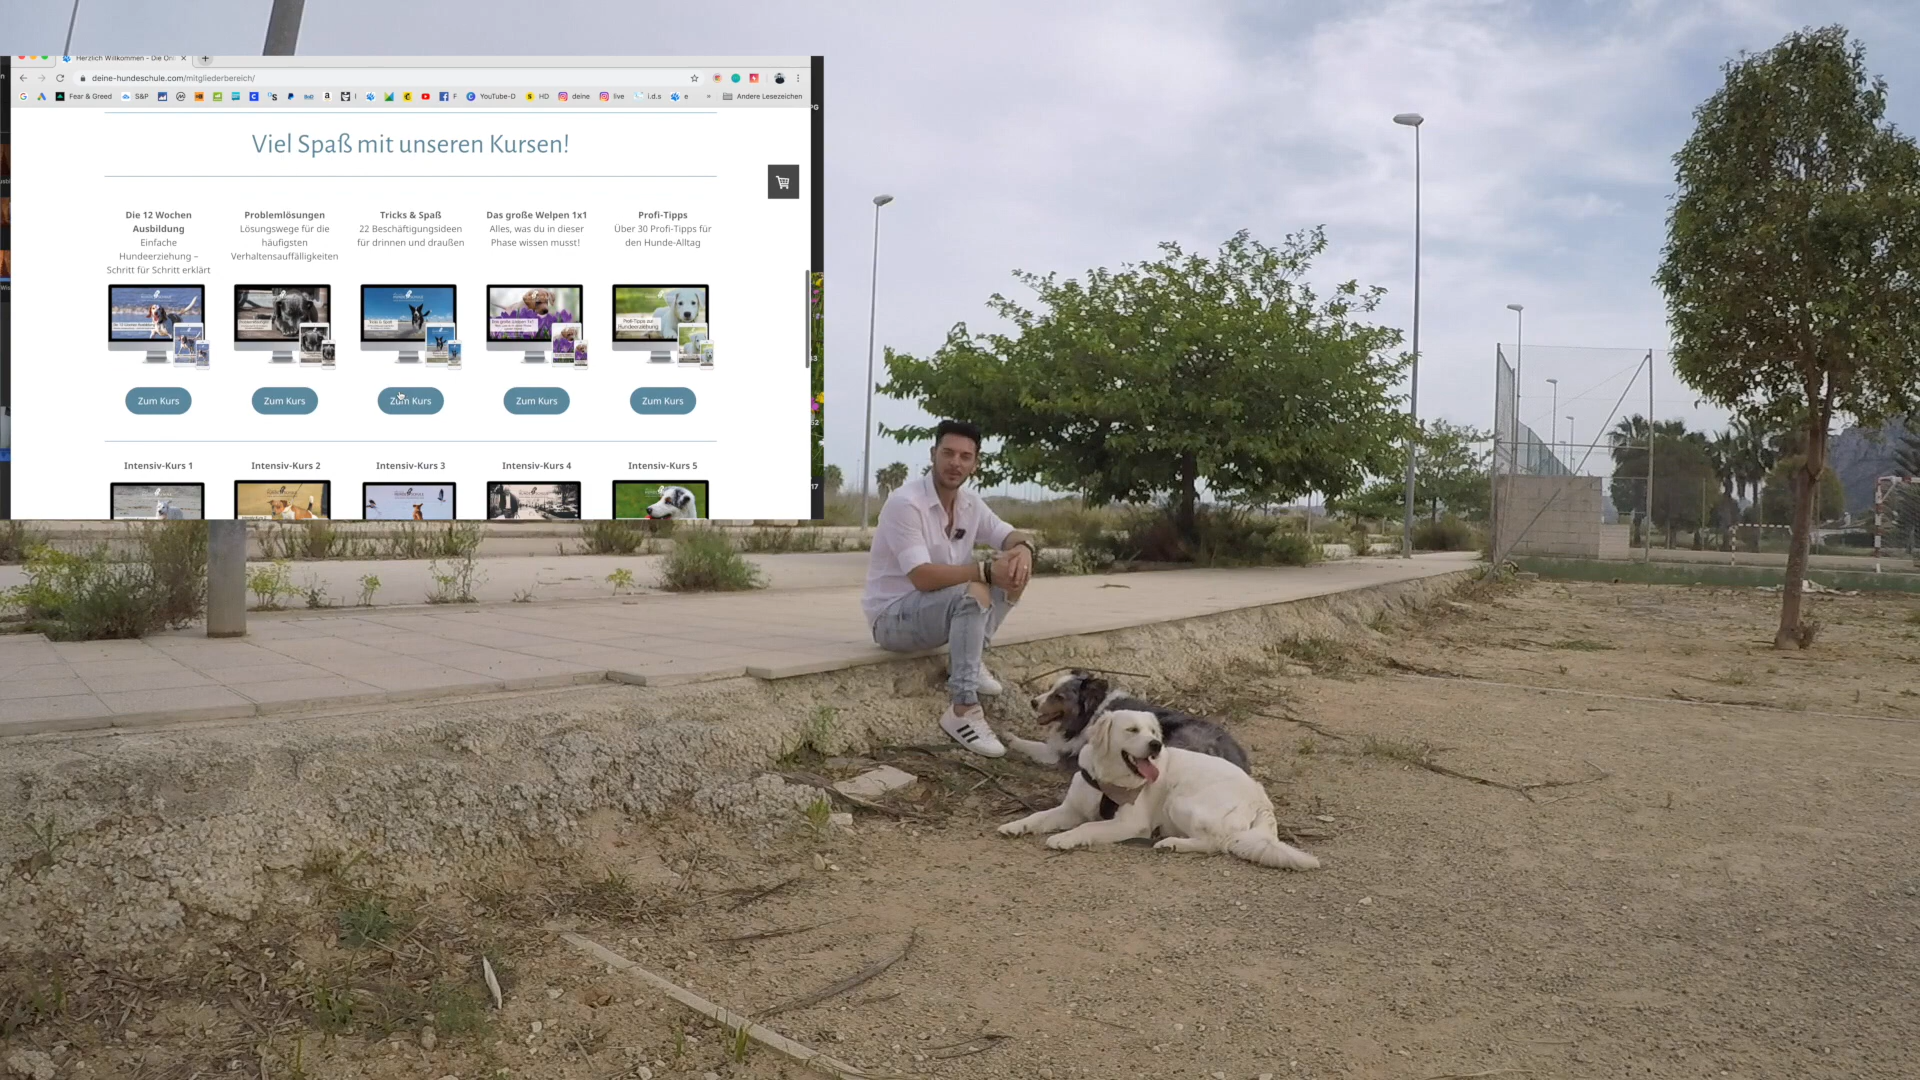 Herzlich Willkommen - Die On
deine-hundeschule.com/mitgliederbereich/
Fear & Greed
S&P
YouTube-D
HD
deine
live
i.d.s
e
Andere Lesezeichen
Viel Spaß mit unseren Kursen!
Die 12 Wochen
Ausbildung
Einfache
Hundeerziehung –
Schritt für Schritt erklärt
Zum Kurs
Problemlösungen
Lösungswege für die
häufigsten
Verhaltensauffälligkeiten
Zum Kurs
Tricks & Spaß
22 Beschäftigungsideen
für drinnen und draußen
Zum Kurs
Das große Welpen 1x1
Alles, was du in dieser
Phase wissen musst!
Zum Kurs
Profi-Tipps
Über 30 Profi-Tipps für
den Hunde-Alltag
Zum Kurs
Intensiv-Kurs 1
Intensiv-Kurs 2
Intensiv-Kurs 3
Intensiv-Kurs 4
Intensiv-Kurs 5